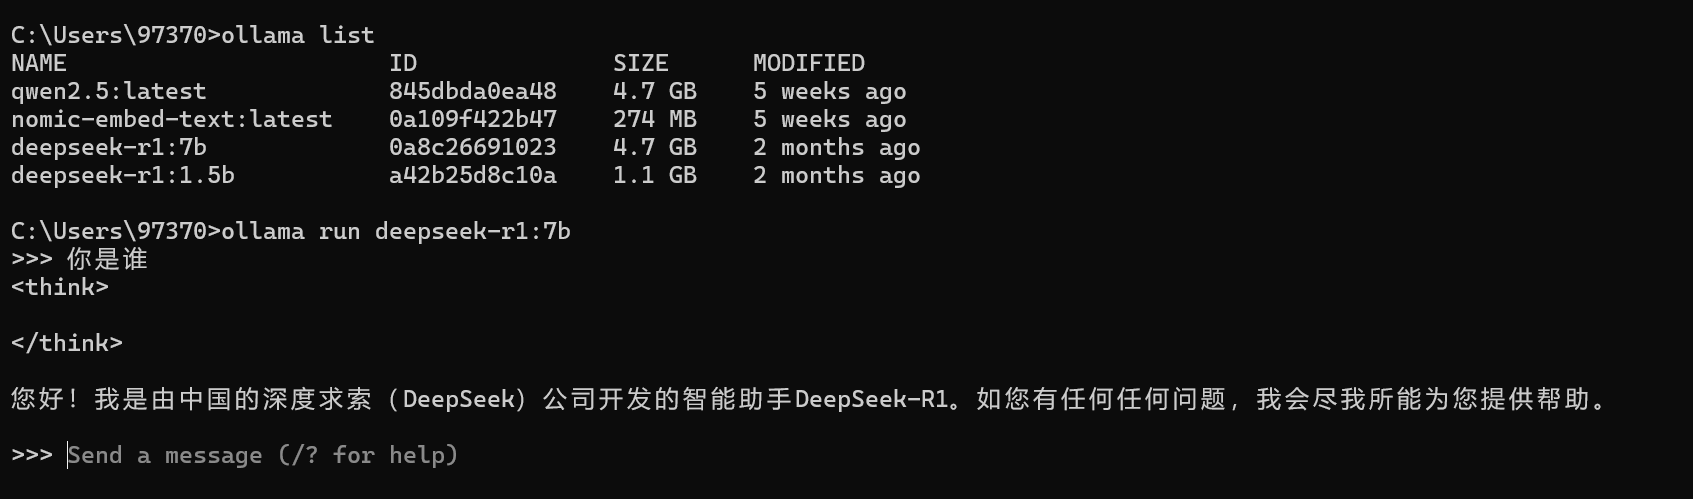 C:\Users\97370>ollama list
NAME                       ID              SIZE      MODIFIED
qwen2.5:latest             845dbda0ea48    4.7 GB    5 weeks ago
nomic-embed-text:latest    0a109f422b47    274 MB    5 weeks ago
deepseek-r1:7b             0a8c26691023    4.7 GB    2 months ago
deepseek-r1:1.5b           a42b25d8c10a    1.1 GB    2 months ago
C:\Users\97370>ollama run deepseek-r1:7b
>>> 你是谁
<think>
</think>
您好！我是由中国的深度求索（DeepSeek）公司开发的智能助手DeepSeek-R1。如您有任何任何问题，我会尽我所能为您提供帮助。
>>> Send a message (/? for help)